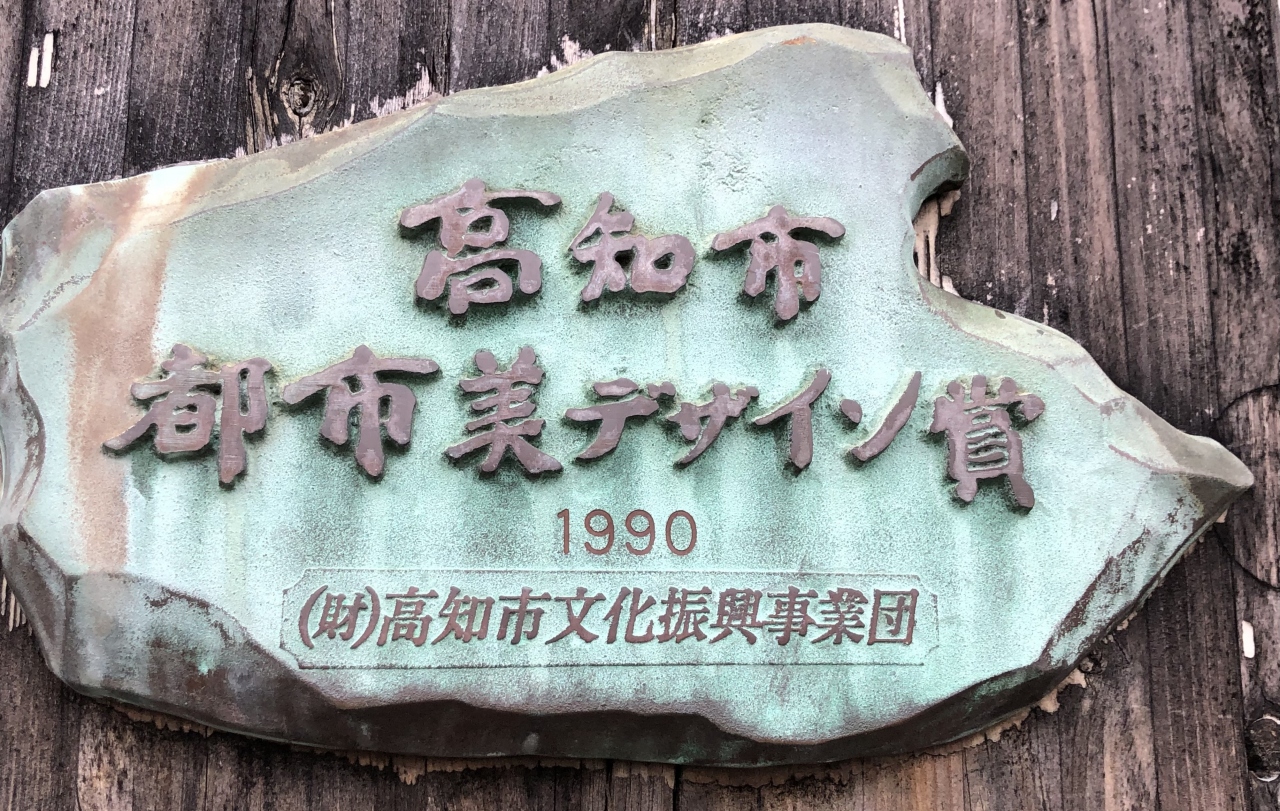 高知市
都市美デザイン賞
1990
(財)高知市文化振興事業団